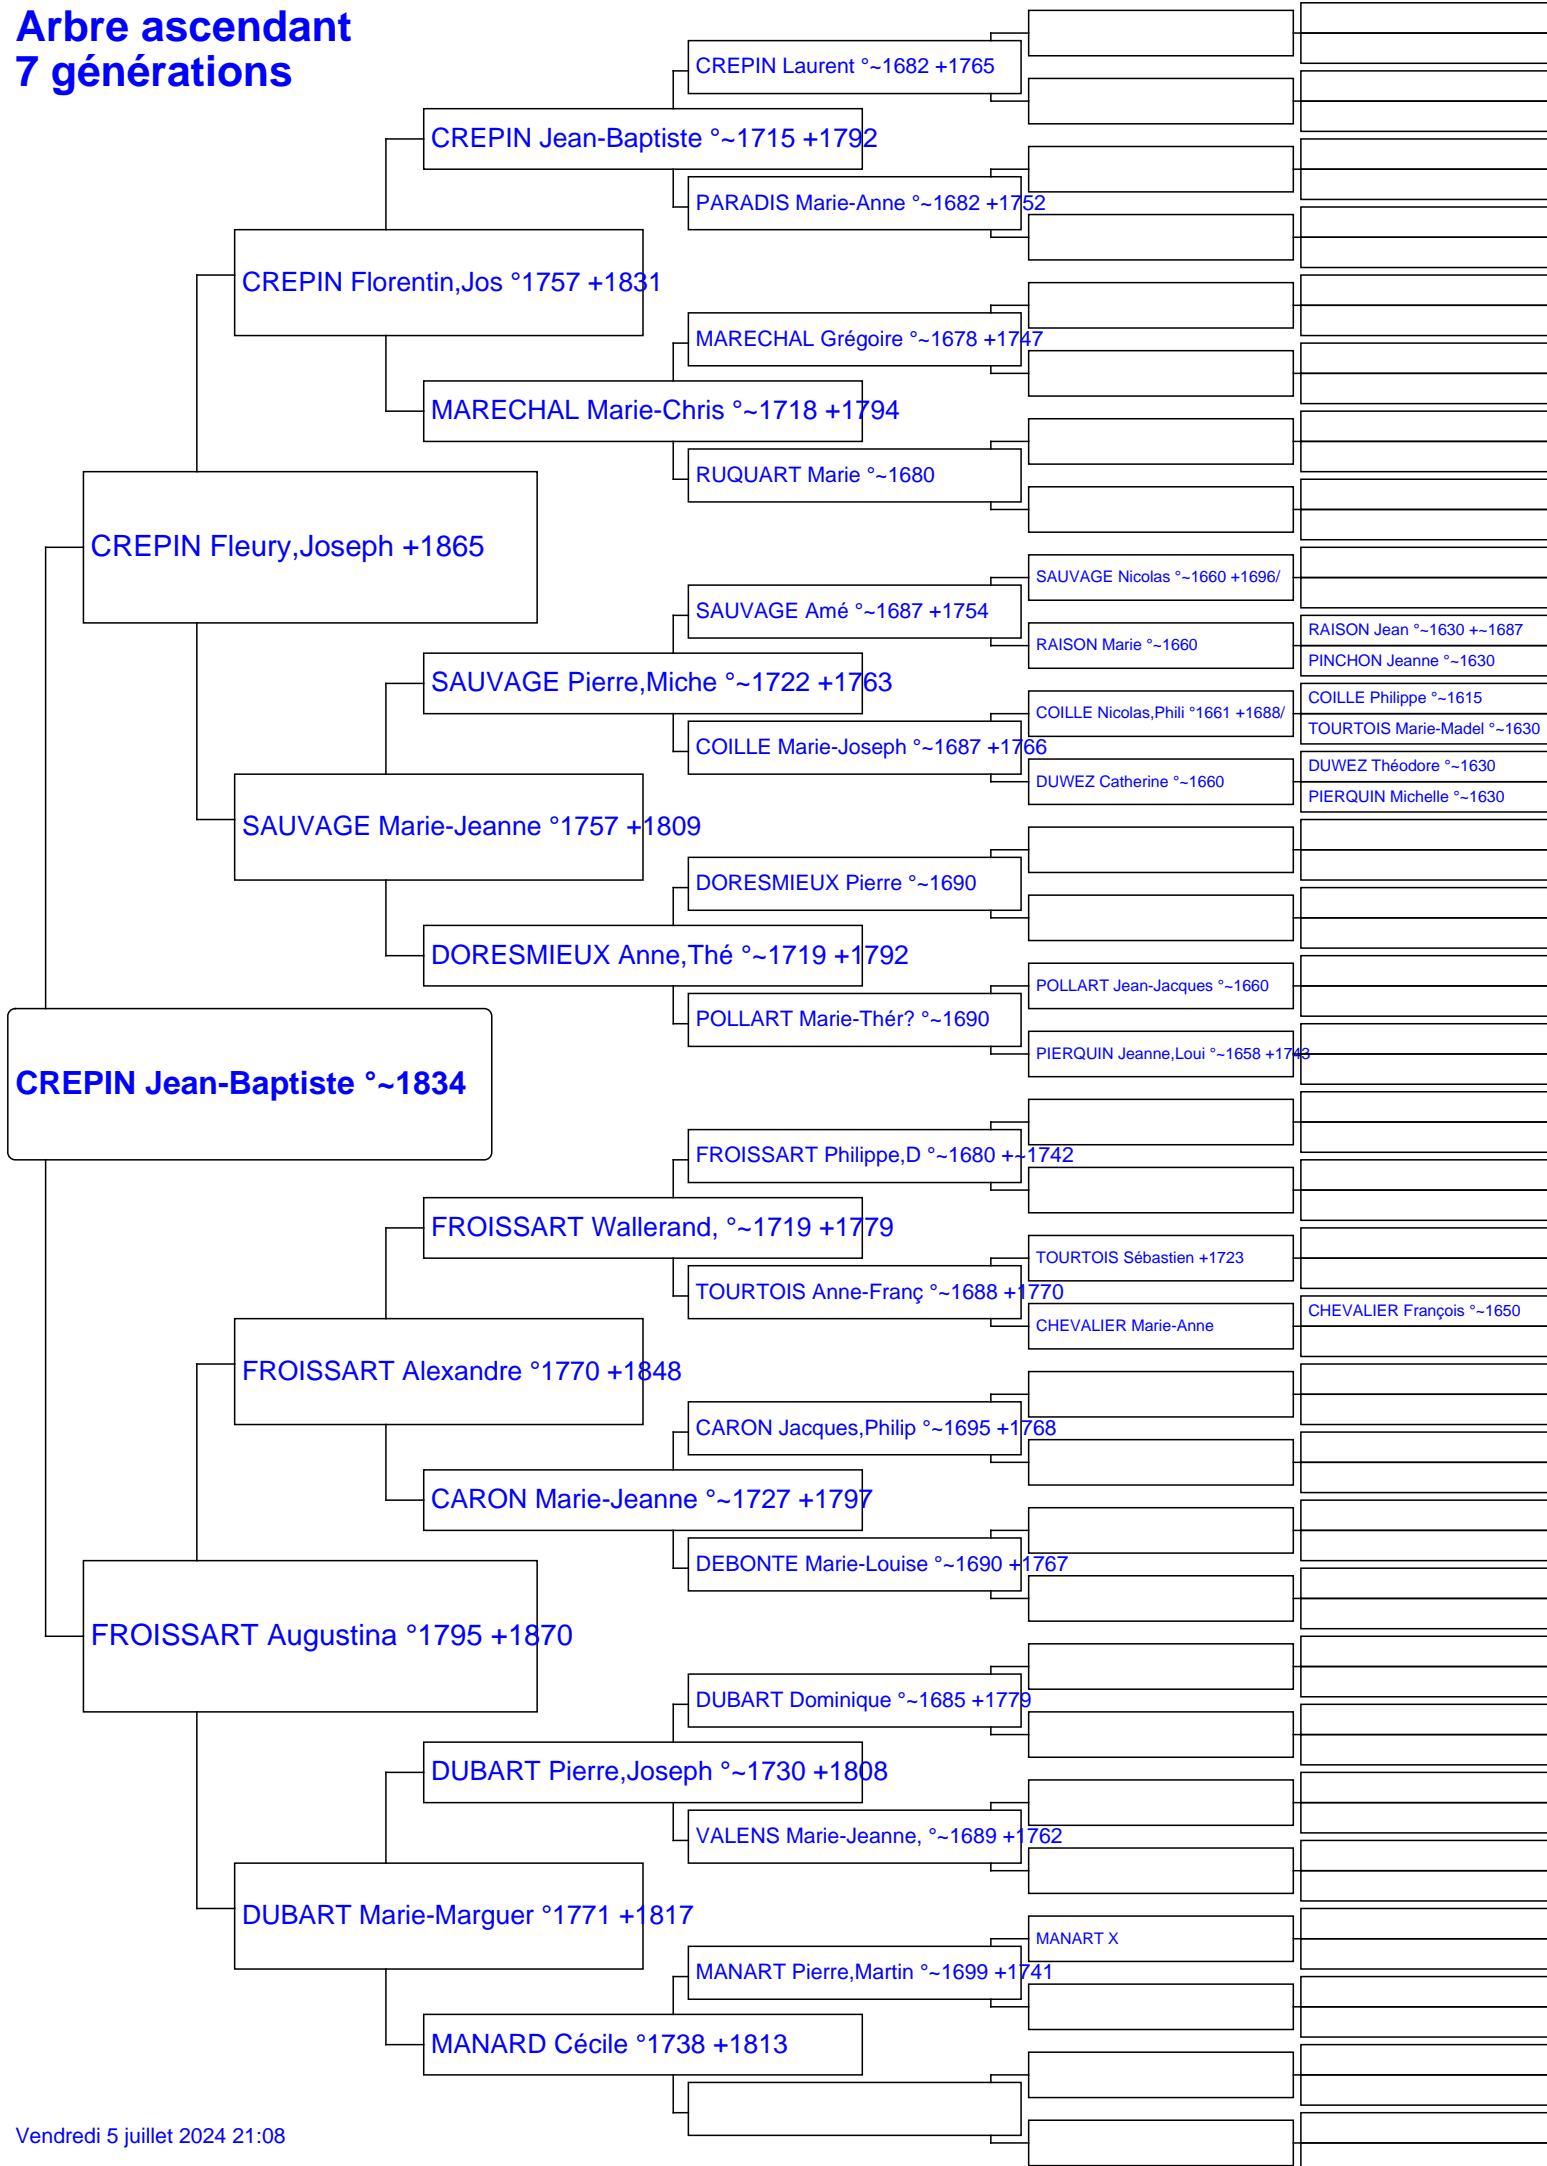 Arbre ascendant
7 générations
CREPIN Laurent °~1682 +1765
CREPIN Jean-Baptiste °~1715 +1792
PARADIS Marie-Anne °~1682 +1752
CREPIN Florentin,Jos °1757 +1831
MARECHAL Grégoire °~1678 +1747
MARECHAL Marie-Chris °~1718 +1794
RUQUART Marie °~1680
CREPIN Fleury,Joseph +1865
SAUVAGE Nicolas °~1660 +1696/
SAUVAGE Amé °~1687 +1754
RAISON Jean °~1630 +~1687
RAISON Marie °~1660
PINCHON Jeanne °~1630
SAUVAGE Pierre,Miche °~1722 +1763
COILLE Philippe °~1615
COILLE Nicolas,Phili °1661 +1688/
TOURTOIS Marie-Madel °~1630
COILLE Marie-Joseph °~1687 +1766
DUWEZ Théodore °~1630
DUWEZ Catherine °~1660
PIERQUIN Michelle °~1630
SAUVAGE Marie-Jeanne °1757 +1809
DORESMIEUX Pierre °~1690
DORESMIEUX Anne,Thé °~1719 +1792
POLLART Jean-Jacques °~1660
POLLART Marie-Thér? °~1690
PIERQUIN Jeanne,Loui °~1658 +1743
CREPIN Jean-Baptiste °~1834
FROISSART Philippe,D °~1680 +~1742
FROISSART Wallerand, °~1719 +1779
TOURTOIS Sébastien +1723
TOURTOIS Anne-Franç °~1688 +1770
CHEVALIER François °~1650
CHEVALIER Marie-Anne
FROISSART Alexandre °1770 +1848
CARON Jacques,Philip °~1695 +1768
CARON Marie-Jeanne °~1727 +1797
DEBONTE Marie-Louise °~1690 +1767
FROISSART Augustina °1795 +1870
DUBART Dominique °~1685 +1779
DUBART Pierre,Joseph °~1730 +1808
VALENS Marie-Jeanne, °~1689 +1762
DUBART Marie-Marguer °1771 +1817
MANART X
MANART Pierre,Martin °~1699 +1741
MANARD Cécile °1738 +1813
Vendredi 5 juillet 2024 21:08